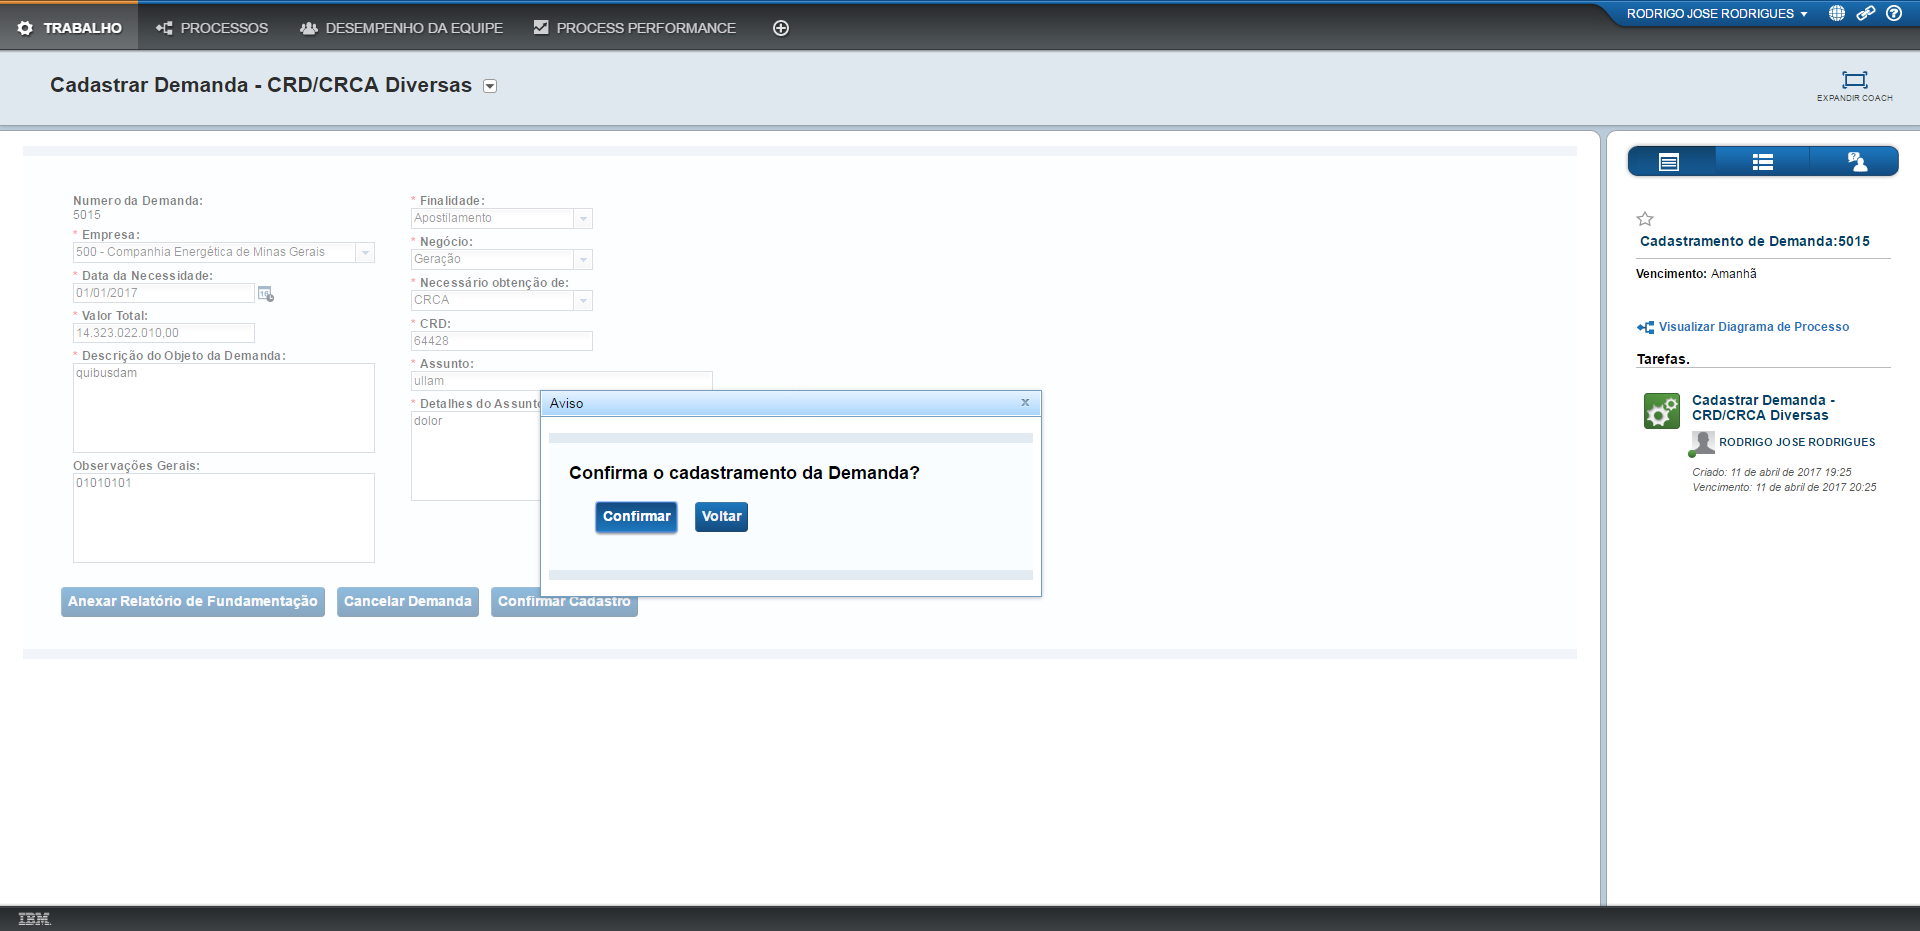 TRABALHO
PROCESSOS
DESEMPENHO DA EQUIPE
PROCESS PERFORMANCE
RODRIGO JOSE RODRIGUES
Cadastrar Demanda - CRD/CRCA Diversas
EXPANDIR COACH
Numero da Demanda:
5015
* Empresa:
500 - Companhia Energética de Minas Gerais
* Data da Necessidade:
01/01/2017
* Valor Total:
14.323.022.010,00
* Descrição do Objeto da Demanda:
quibusdam
Observações Gerais:
01010101
* Finalidade:
Apostilamento
* Negócio:
Geração
* Necessário obtenção de:
CRCA
* CRD:
64428
* Assunto:
ullam
* Detalhes do Assunto
dolor
Aviso
x
Confirma o cadastramento da Demanda?
Confirmar
Voltar
Anexar Relatório de Fundamentação
Cancelar Demanda
Confirmar Cadastro
Cadastramento de Demanda:5015
Vencimento: Amanhã
Visualizar Diagrama de Processo
Tarefas.
Cadastrar Demanda -
CRD/CRCA Diversas
RODRIGO JOSE RODRIGUES
Criado: 11 de abril de 2017 19:25
Vencimento: 11 de abril de 2017 20:25
IBM.